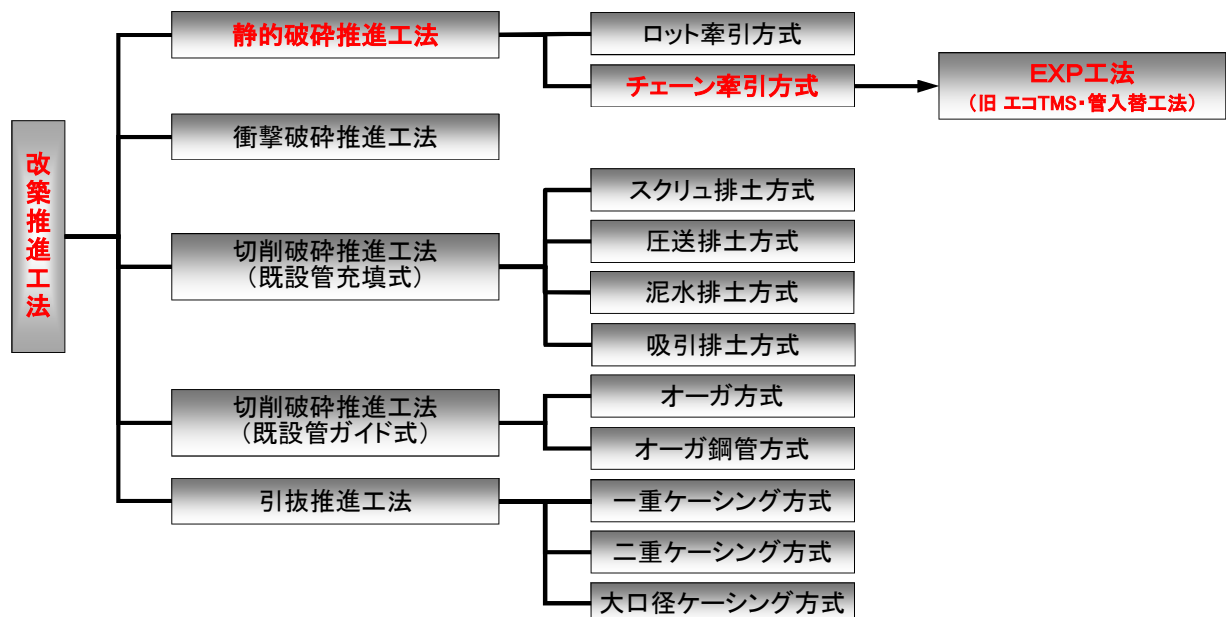 改築推進工法
静的破砕推進工法
ロット牽引方式
チェーン牽引方式
EXP工法
（旧 エコTMS・管入替工法）
衝撃破砕推進工法
切削破砕推進工法
（既設管充填式）
スクリュ排土方式
圧送排土方式
泥水排土方式
吸引排土方式
切削破砕推進工法
（既設管ガイド式）
オーガ方式
オーガ鋼管方式
引抜推進工法
一重ケーシング方式
二重ケーシング方式
大口径ケーシング方式